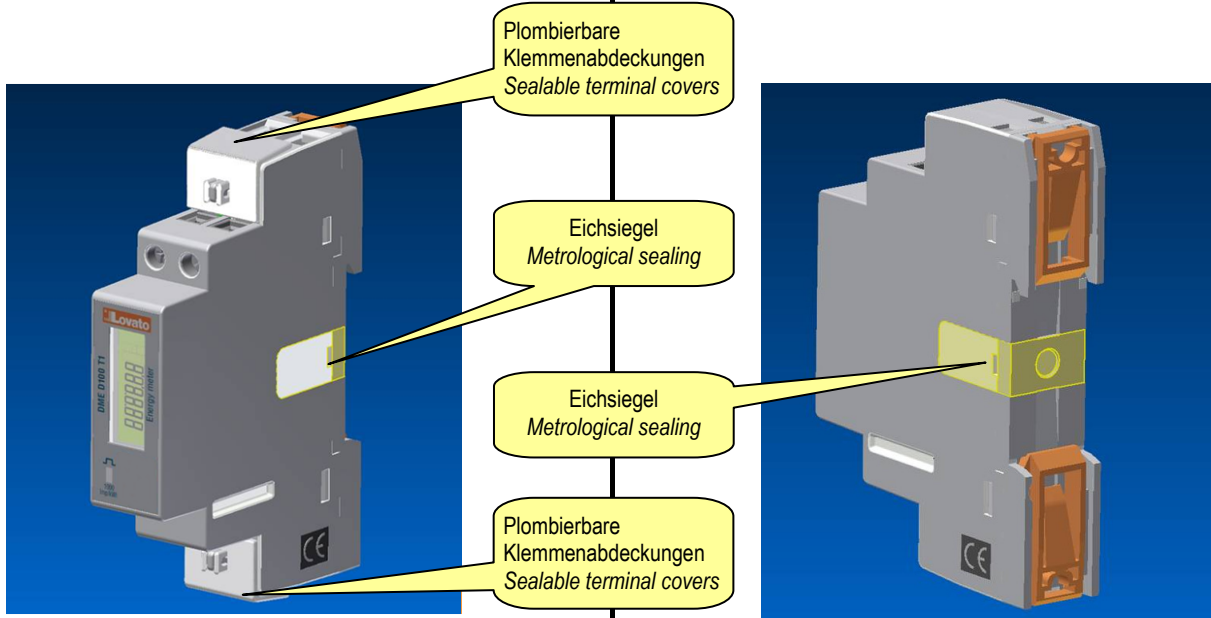 Plombierbare
Klemmenabdeckungen
Sealable terminal covers
Eichsiegel
Metrological sealing
Eichsiegel
Metrological sealing
Plombierbare
Klemmenabdeckungen
Sealable terminal covers
Lovato
DME D100 T1
Energy meter
CE
CE